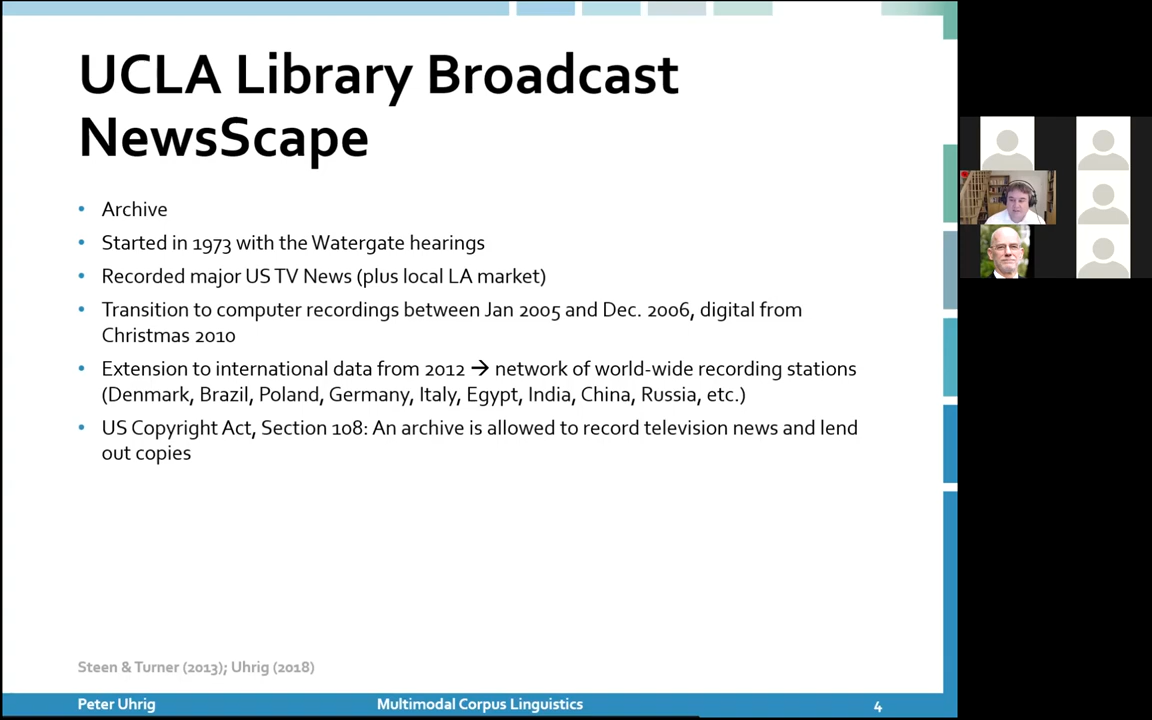 UCLA Library Broadcast
NewsScape
• Archive
• Started in 1973 with the Watergate hearings
• Recorded major US TV News (plus local LA market)
• Transition to computer recordings between Jan 2005 and Dec. 2006, digital from
Christmas 2010
• Extension to international data from 2012 → network of world-wide recording stations
(Denmark, Brazil, Poland, Germany, Italy, Egypt, India, China, Russia, etc.)
• US Copyright Act, Section 108: An archive is allowed to record television news and lend
out copies
Steen & Turner (2013); Uhrig (2018)
Peter Uhrig Multimodal Corpus Linguistics 4